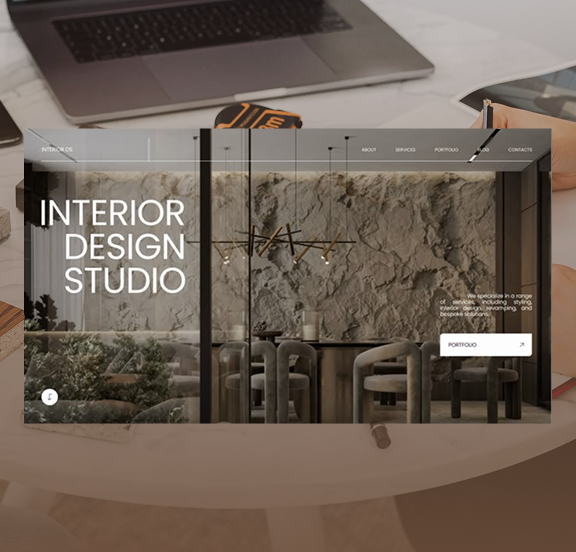 INTERIOR DS
ABOUT SERVICES PORTFOLIO BLOG CONTACTS
INTERIOR
DESIGN
STUDIO
We specialize in a range
of services, including styling,
interior design, revamping, and
bespoke solutions.
PORTFOLIO